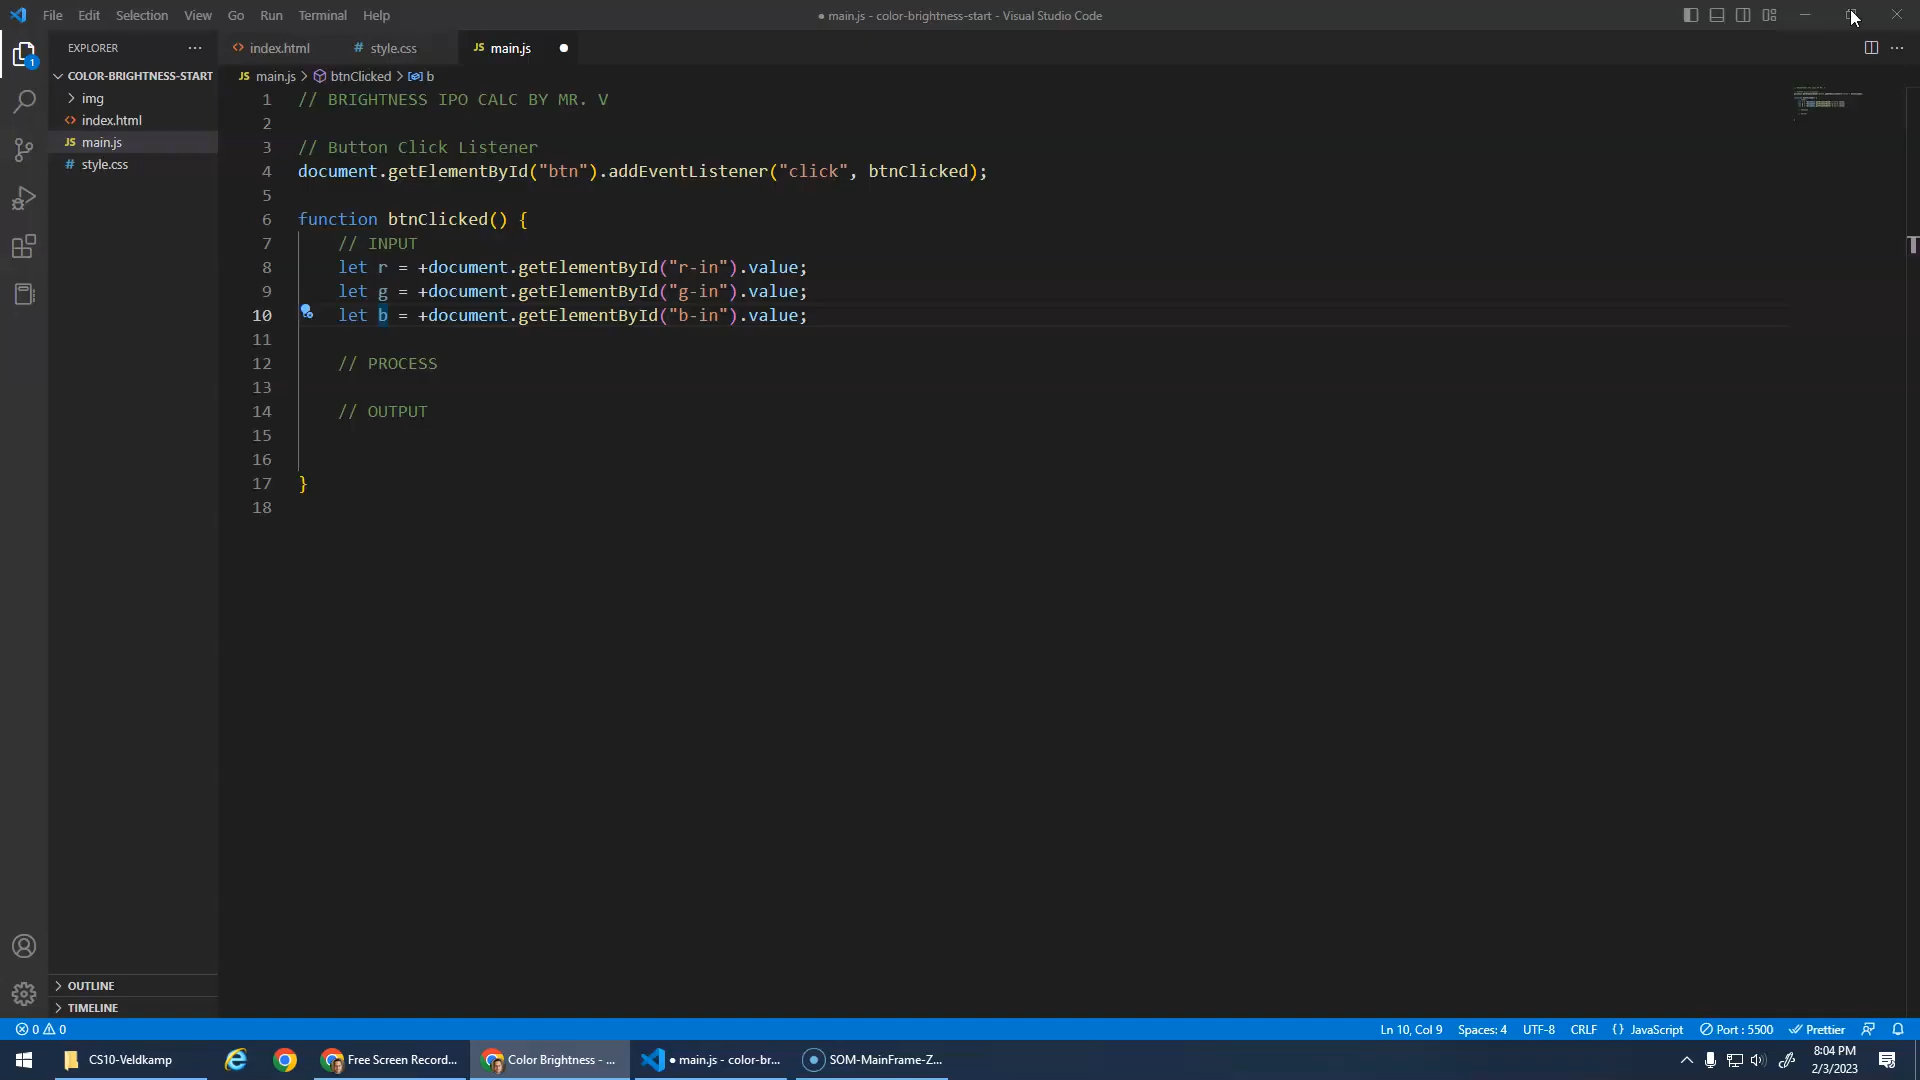 File Edit Selection View Go Run Terminal Help
● main.js - color-brightness-start - Visual Studio Code
EXPLORER ···
COLOR-BRIGHTNESS-START
img
<> index.html
JS main.js
# style.css
OUTLINE
TIMELINE
1
<> index.html # style.css JS main.js ●
JS main.js > btnClicked > b
1 // BRIGHTNESS IPO CALC BY MR. V
2
3 // Button Click Listener
4 document.getElementById("btn").addEventListener("click", btnClicked);
5
6 function btnClicked() {
7 // INPUT
8 let r = +document.getElementById("r-in").value;
9 let g = +document.getElementById("g-in").value;
10 let b = +document.getElementById("b-in").value;
11
12 // PROCESS
13
14 // OUTPUT
15
16
17 }
18
0 0
Ln 10, Col 9 Spaces: 4 UTF-8 CRLF {} JavaScript Port : 5500 Prettier
CS10-Veldkamp Free Screen Record... Color Brightness - ... ● main.js - color-br... SOM-MainFrame-Z...
8:04 PM
2/3/2023